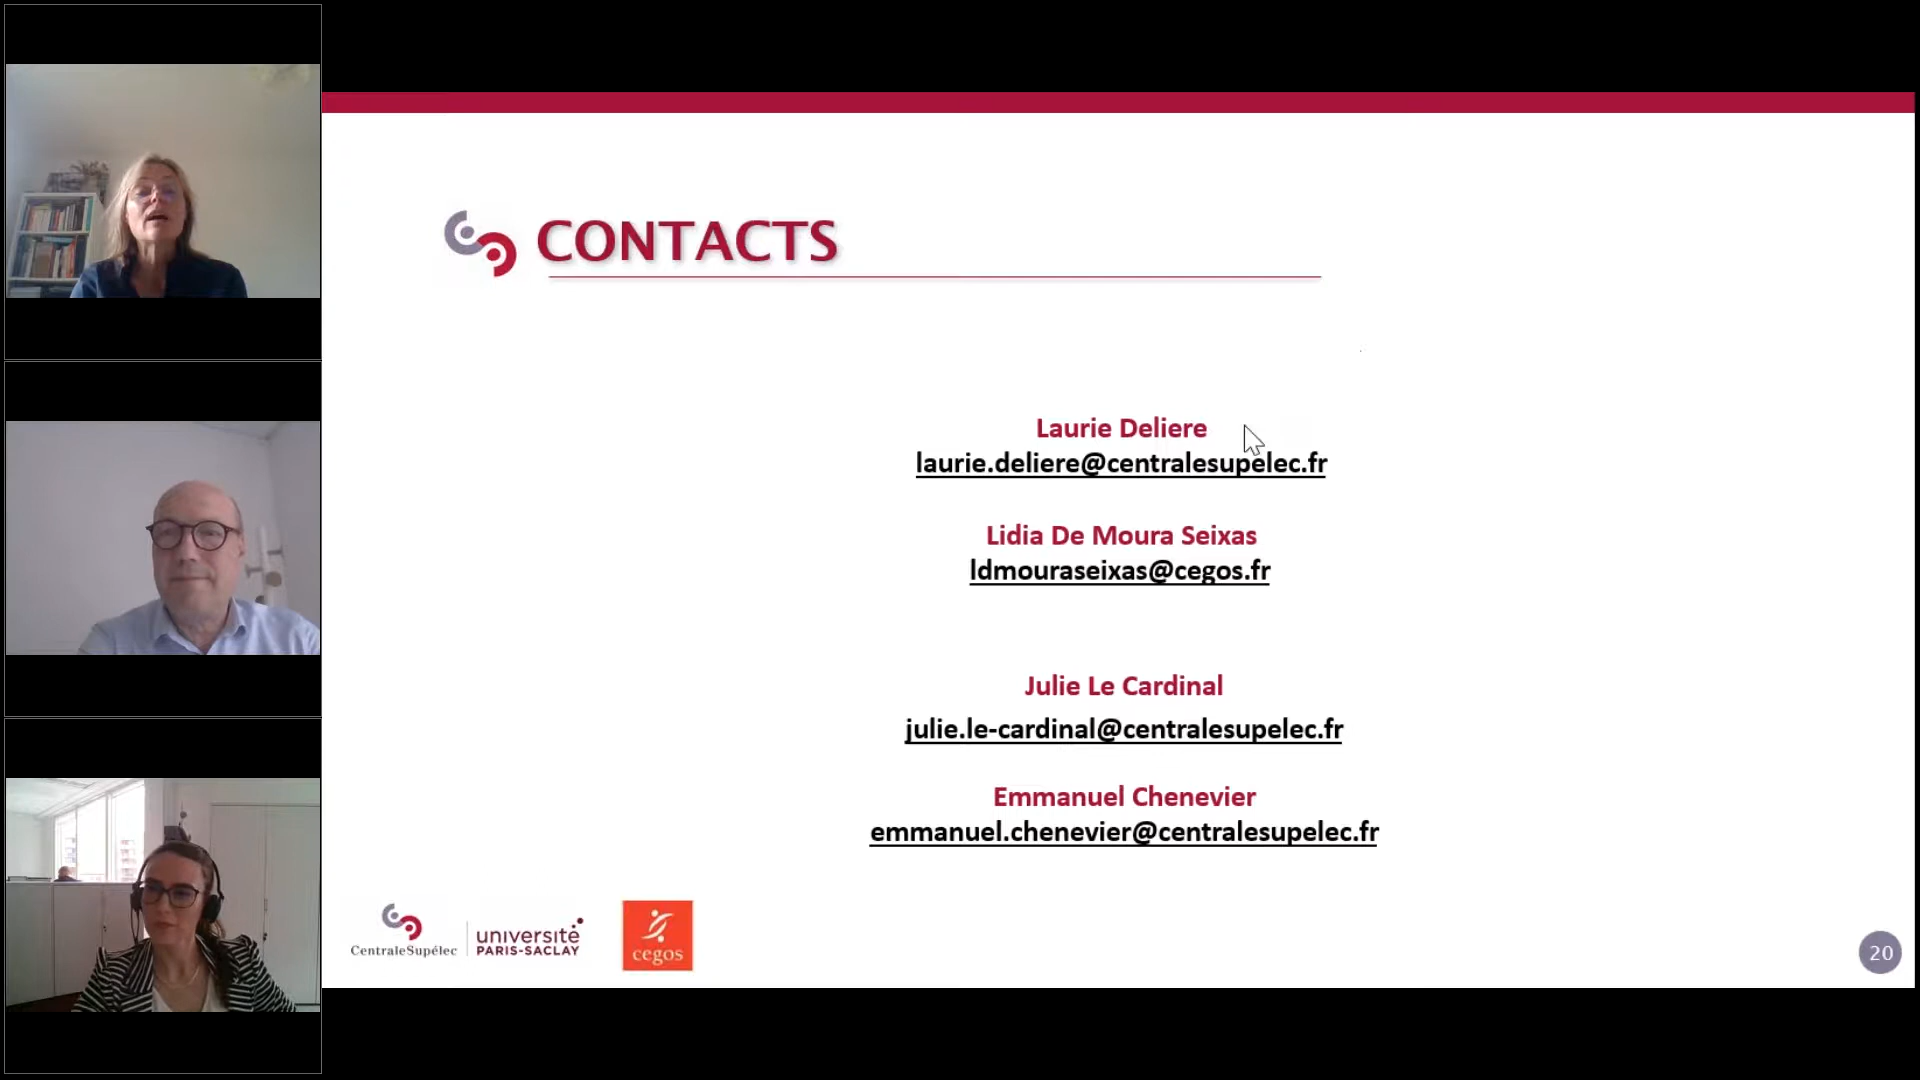 CONTACTS
Laurie Deliere
laurie.deliere@centralesupelec.fr
Lidia De Moura Seixas
ldmouraseixas@cegos.fr
Julie Le Cardinal
julie.le-cardinal@centralesupelec.fr
Emmanuel Chenevier
emmanuel.chenevier@centralesupelec.fr
CentraleSupélec
université
PARIS-SACLAY
cegos
20